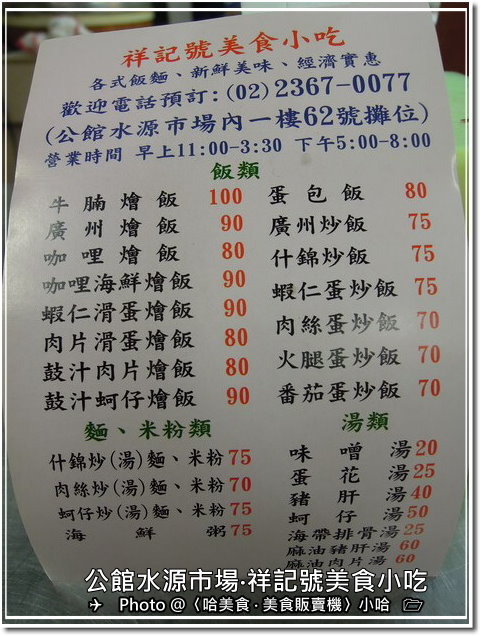 祥記號美食小吃
各式飯麵、新鮮美味、經濟實惠
歡迎電話預訂:(02)2367-0077
(公館水源市場內一樓62號攤位)
營業時間 早上11:00-3:30 下午5:00-8:00
飯類
牛腩燴飯 100
廣州燴飯 90
咖哩燴飯 80
咖哩海鮮燴飯 90
蝦仁滑蛋燴飯 90
肉片滑蛋燴飯 80
鼓汁肉片燴飯 80
鼓汁蚵仔燴飯 90
蛋包飯 80
廣州炒飯 75
什錦炒飯 75
蝦仁蛋炒飯 75
肉絲蛋炒飯 70
火腿蛋炒飯 70
番茄蛋炒飯 70
麵、米粉類
什錦炒(湯)麵、米粉 75
肉絲炒(湯)麵、米粉 70
蚵仔炒(湯)麵、米粉 75
海鮮粥 75
湯類
味噌湯 20
蛋花湯 25
豬肝湯 40
蚵仔湯 50
海帶排骨湯 25
麻油豬肝湯 60
麻油肉片湯 60
公館水源市場·祥記號美食小吃
Photo @〈哈美食·美食販賣機〉小哈